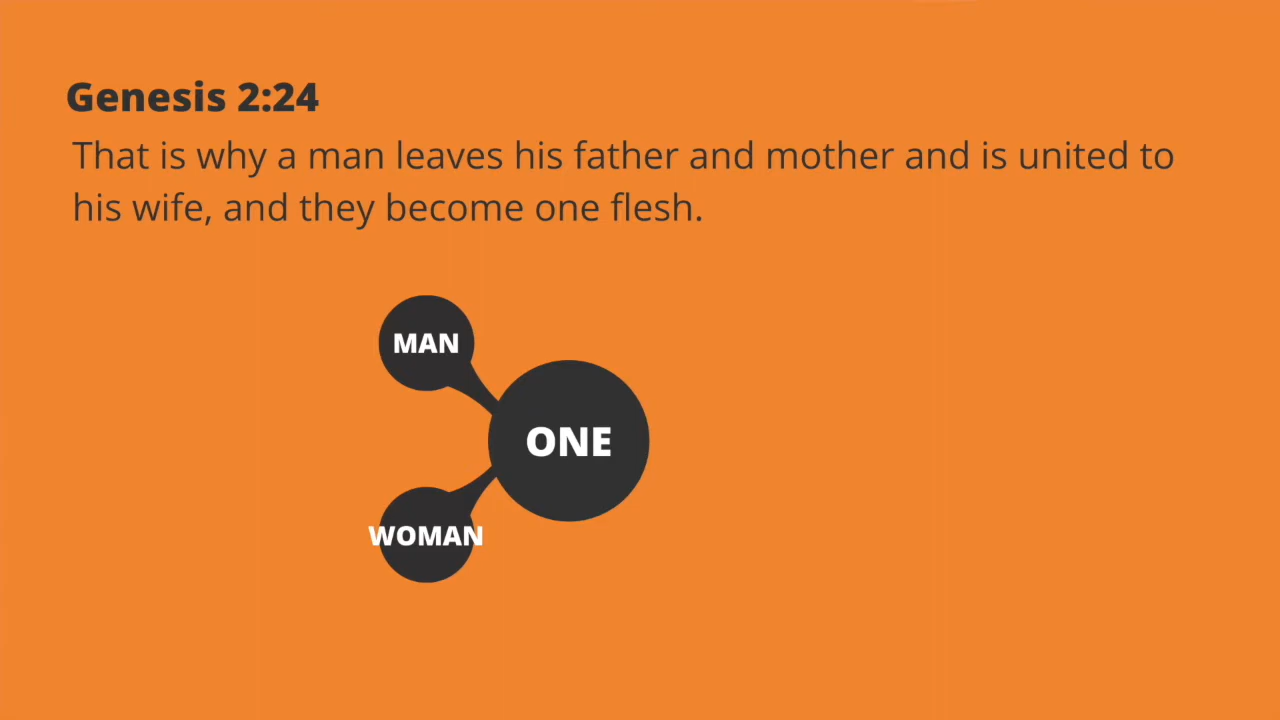 Genesis 2:24
That is why a man leaves his father and mother and is united to
his wife, and they become one flesh.
MAN
ONE
WOMAN